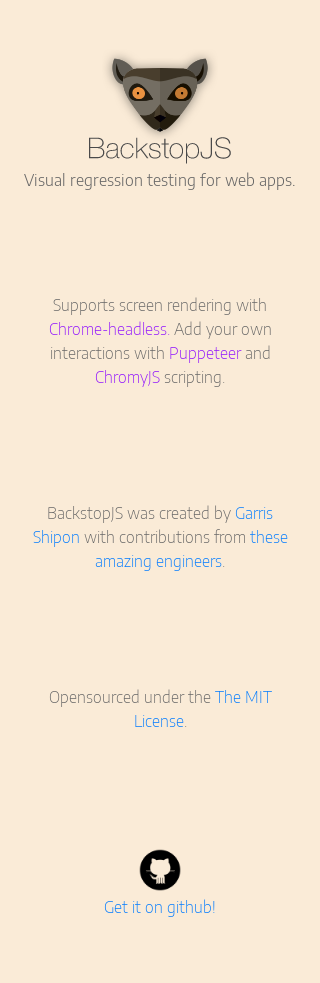 BackstopJS
Visual regression testing for web apps.
Supports screen rendering with
Chrome-headless. Add your own
interactions with Puppeteer and
ChromyJS scripting.
BackstopJS was created by Garris
Shipon with contributions from these
amazing engineers.
Opensourced under the The MIT
License.
Get it on github!